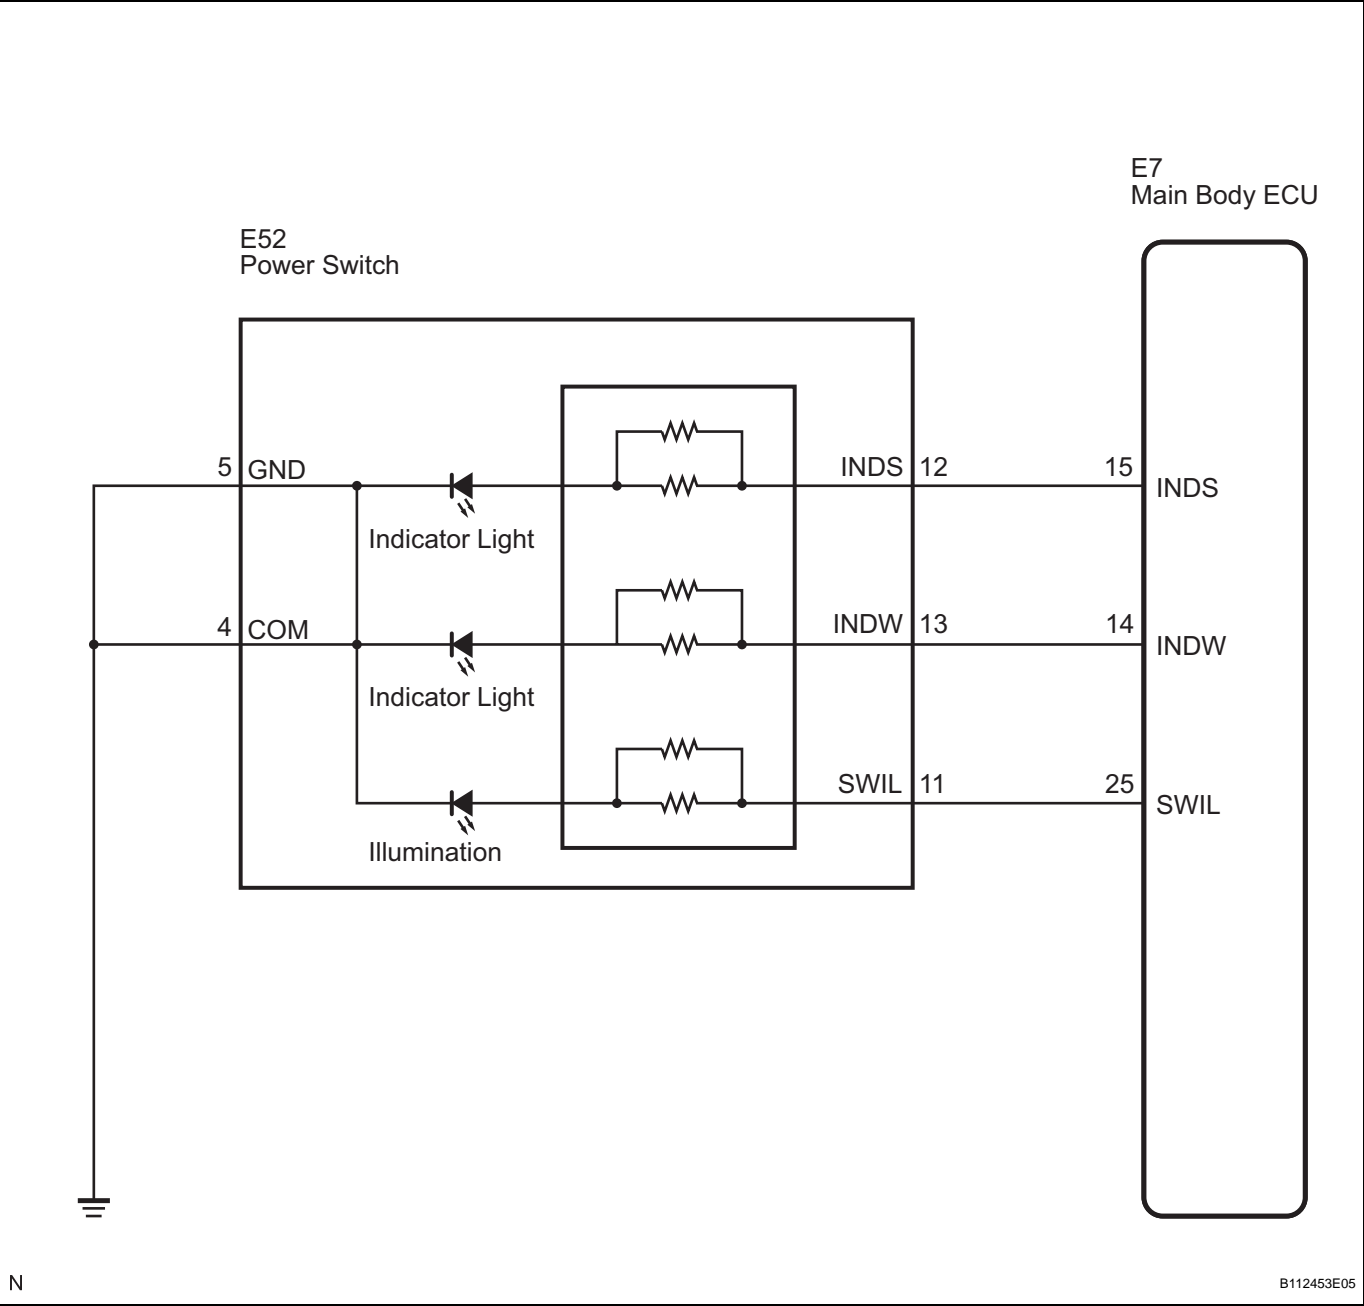 E7
Main Body ECU
E52
Power Switch
5 GND INDS 12 15 INDS
Indicator Light
4 COM INDW 13 14 INDW
Indicator Light
SWIL 11 25 SWIL
Illumination
N B112453E05